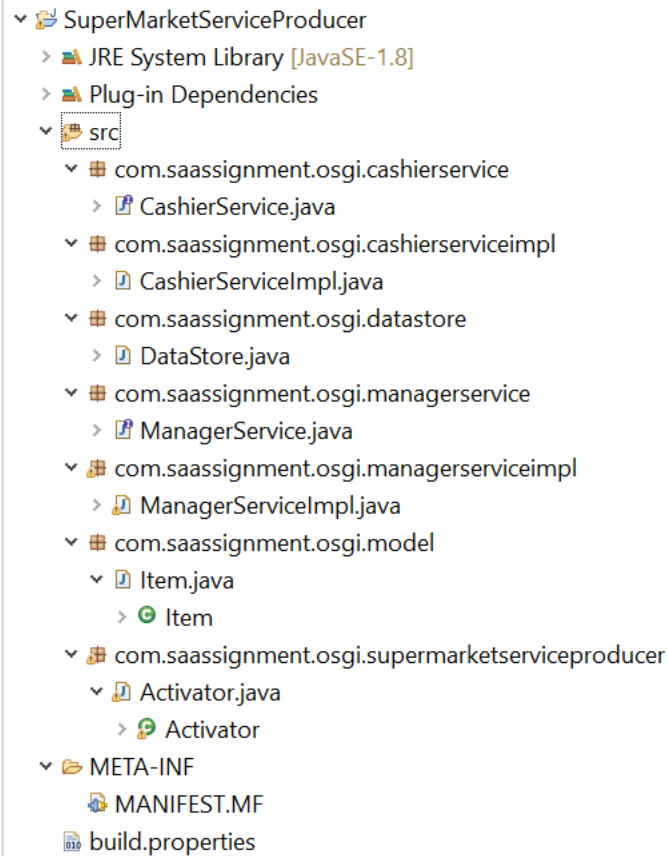 SuperMarketServiceProducer
JRE System Library [JavaSE-1.8]
Plug-in Dependencies
src
com.saassignment.osgi.cashierservice
CashierService.java
com.saassignment.osgi.cashierserviceimpl
CashierServiceImpl.java
com.saassignment.osgi.datastore
DataStore.java
com.saassignment.osgi.managerservice
ManagerService.java
com.saassignment.osgi.managerserviceimpl
ManagerServiceImpl.java
com.saassignment.osgi.model
Item.java
Item
com.saassignment.osgi.supermarketserviceproducer
Activator.java
Activator
META-INF
MANIFEST.MF
build.properties